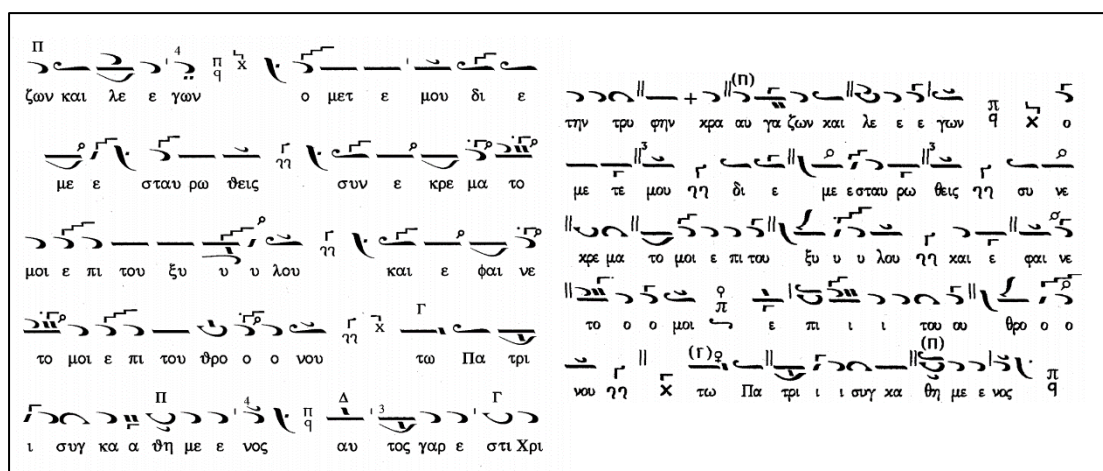 ζων και λε ε γων ο μετ ε μου δι ε
με ε σταυ ρω θεις συν ε κρε μα το
μοι ε πι του ξυ υ υ λου και ε φαι νε
το μοι ε πι του θρο ο ο νου τω Πα τρι
ι συγ κα α θη με ε νος αυ τος γαρ ε στι Χρι
την τρυ φην κρα αυ γα ζων και λε ε ε γων ο
με τε μου δι ε με ε σταυ ρω θεις συ νε
κρε μα το μοι ε πι του ξυ υ υ λου και ε φαι νε
το ο ο μοι ε πι ι ι του ου θρο ο ο
νου τω Πα τρι ι ι συγ κα θη με ε νος